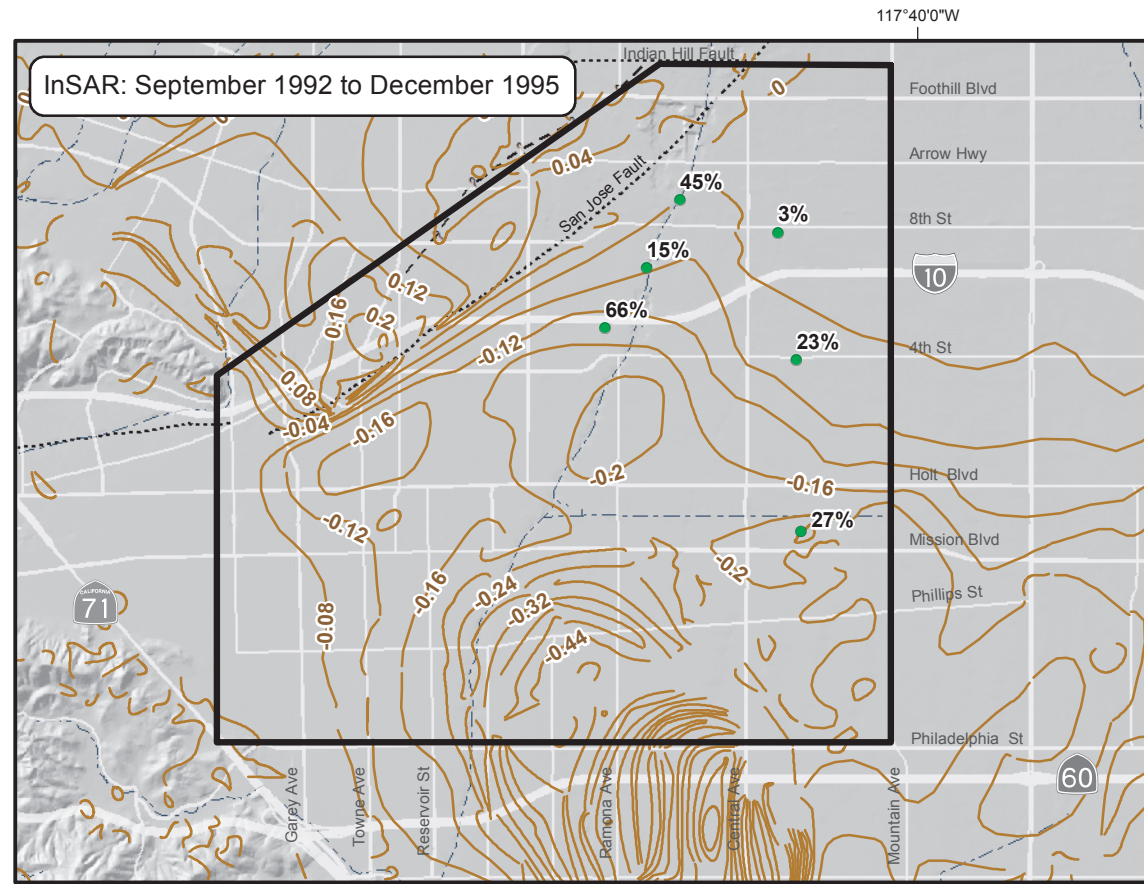 117°40'0"W
Indian Hill Fault
InSAR: September 1992 to December 1995
Foothill Blvd
0
0.04
Arrow Hwy
San Jose Fault
45%
3%
8th St
15%
10
0.12
0.16
0.2
66%
-0.12
23%
4th St
0.08
-0.04
-0.16
-0.2
-0.16
Holt Blvd
-0.12
27%
Mission Blvd
-0.2
-0.16
-0.24
Phillips St
CALIFORNIA
71
-0.32
-0.08
-0.44
Philadelphia St
60
Garey Ave
Towne Ave
Reservoir St
Ramona Ave
Central Ave
Mountain Ave